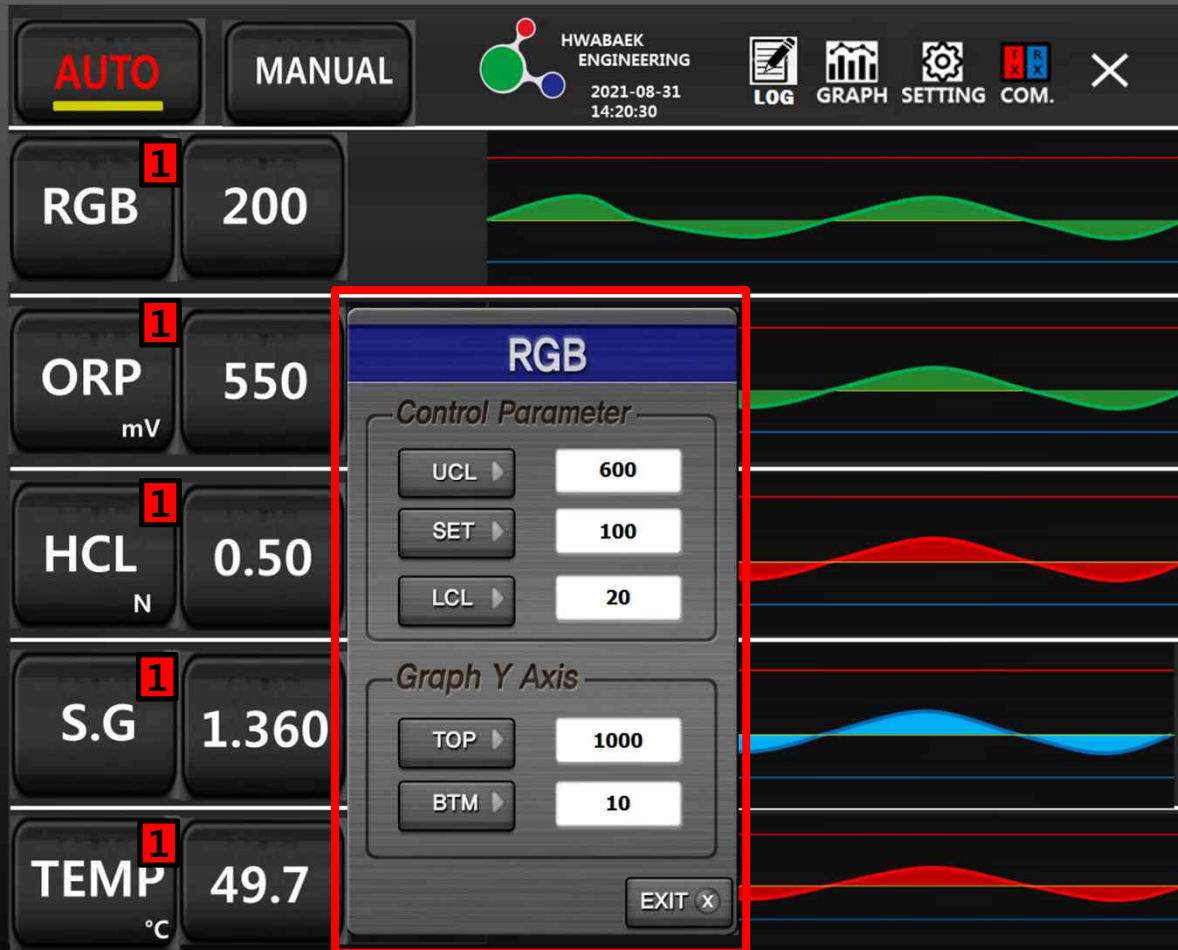 AUTO
MANUAL
HWABAEK
ENGINEERING
2021-08-31
14:20:30
LOG
GRAPH
SETTING
T X R X
COM.
X
RGB
1
200
ORP
mV
1
550
HCL
N
1
0.50
S.G
1
1.360
TEMP
°C
1
49.7
RGB
Control Parameter
UCL
600
SET
100
LCL
20
Graph Y Axis
TOP
1000
BTM
10
EXIT X